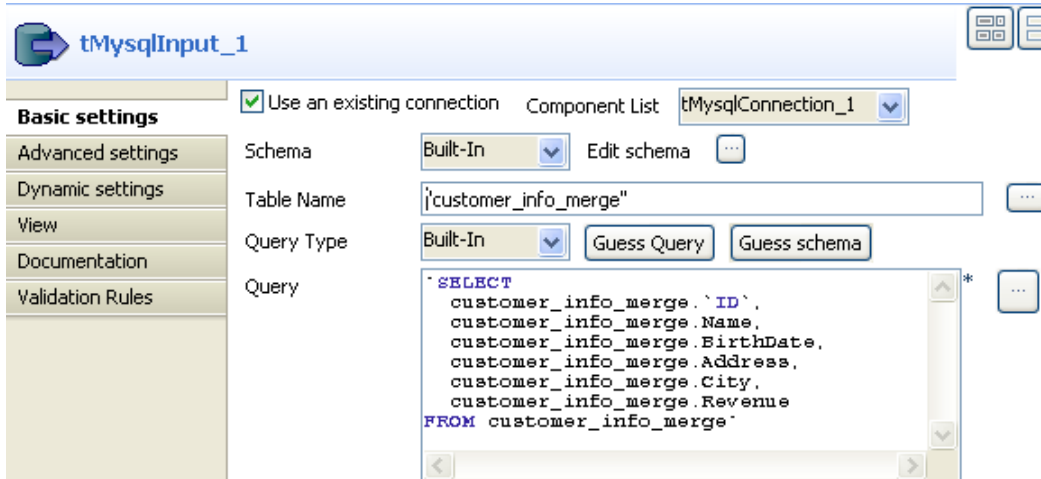 tMysqlInput_1
Basic settings
Advanced settings
Dynamic settings
View
Documentation
Validation Rules
Use an existing connection Component List tMysqlConnection_1
Schema Built-In Edit schema ...
Table Name "customer_info_merge"
Query Type Built-In Guess Query Guess schema
Query "SELECT
customer_info_merge.`ID`,
customer_info_merge.Name,
customer_info_merge.BirthDate,
customer_info_merge.Address,
customer_info_merge.City,
customer_info_merge.Revenue
FROM customer_info_merge"
*